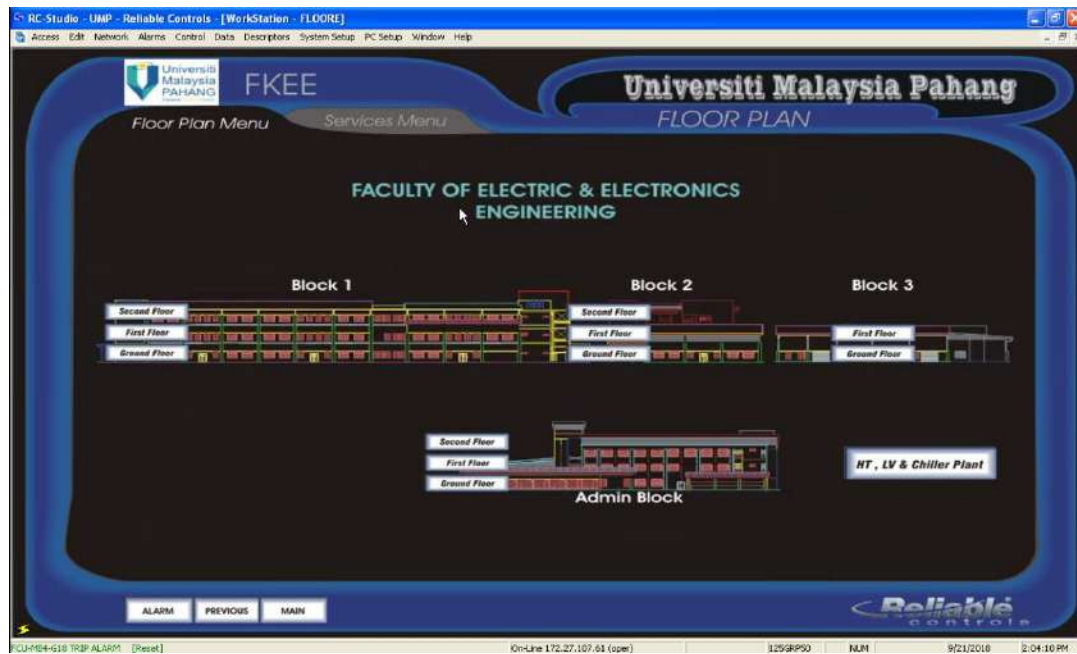 RC-Studio - UMP - Reliable Controls - [WorkStation - FLOORE]
Access Edit Network Alarms Control Data Descriptors System Setup PC Setup Window Help
Universiti
Malaysia
PAHANG
FKEE
Universiti Malaysia Pahang
Floor Plan Menu
Services Menu
FLOOR PLAN
FACULTY OF ELECTRIC & ELECTRONICS
ENGINEERING
Block 1
Block 2
Block 3
Second Floor
First Floor
Ground Floor
Second Floor
First Floor
Ground Floor
First Floor
Ground Floor
Second Floor
First Floor
Ground Floor
Admin Block
HT , LV & Chiller Plant
ALARM
PREVIOUS
MAIN
Reliable
controls
FCU-MB4-G18 TRIP ALARM [Reset]
On-Line 172.27.107.61 (oper)
125GRP50
NUM
9/21/2018
2:04:10 PM